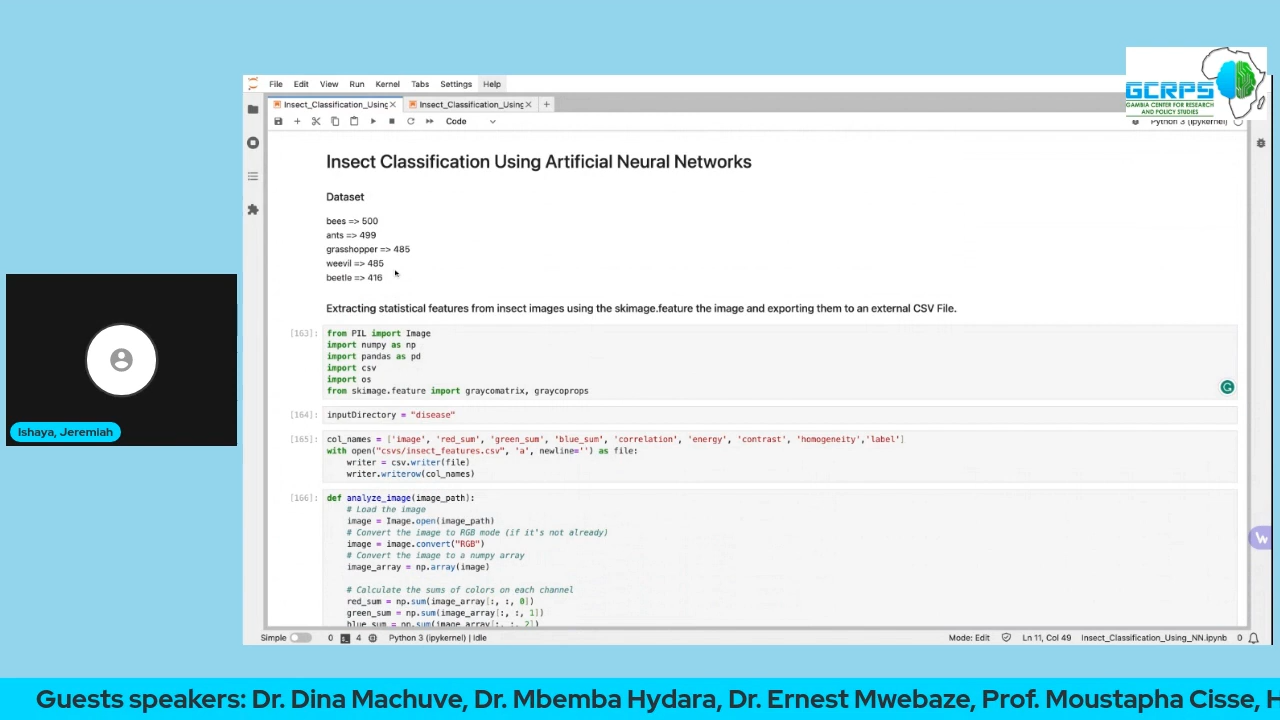 GCRPS
GAMBIA CENTER FOR RESEARCH
AND POLICY STUDIES
File Edit View Run Kernel Tabs Settings Help
Insect_Classification_Using Insect_Classification_Using
Code
Python 3 (ipykernel)
Insect Classification Using Artificial Neural Networks
Dataset
bees => 500
ants => 499
grasshopper => 485
weevil => 485
beetle => 416
Extracting statistical features from insect images using the skimage.feature the image and exporting them to an external CSV File.
[163]: from PIL import Image
import numpy as np
import pandas as pd
import csv
import os
from skimage.feature import graycomatrix, graycoprops
[164]: inputDirectory = "disease"
[165]: col_names = ['image', 'red_sum', 'green_sum', 'blue_sum', 'correlation', 'energy', 'contrast', 'homogeneity','label']
with open("csvs/insect_features.csv", 'a', newline='') as file:
writer = csv.writer(file)
writer.writerow(col_names)
[166]: def analyze_image(image_path):
# Load the image
image = Image.open(image_path)
# Convert the image to RGB mode (if it's not already)
image = image.convert("RGB")
# Convert the image to a numpy array
image_array = np.array(image)
# Calculate the sums of colors on each channel
red_sum = np.sum(image_array[:, :, 0])
green_sum = np.sum(image_array[:, :, 1])
blue_sum = np.sum(image_array[:, :, 2])
Simple 0 4 Python 3 (ipykernel) | Idle Mode: Edit Ln 11, Col 49 Insect_Classification_Using_NN.ipynb 0
Ishaya, Jeremiah
Guests speakers: Dr. Dina Machuve, Dr. Mbemba Hydara, Dr. Ernest Mwebaze, Prof. Moustapha Cisse, H